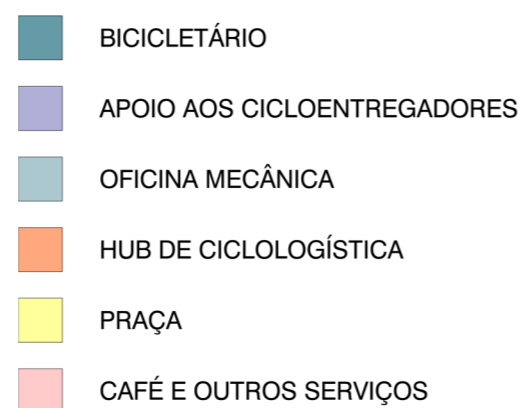 BICICLETÁRIO
APOIO AOS CICLOENTREGADORES
OFICINA MECÂNICA
HUB DE CICLOLOGÍSTICA
PRAÇA
CAFÉ E OUTROS SERVIÇOS